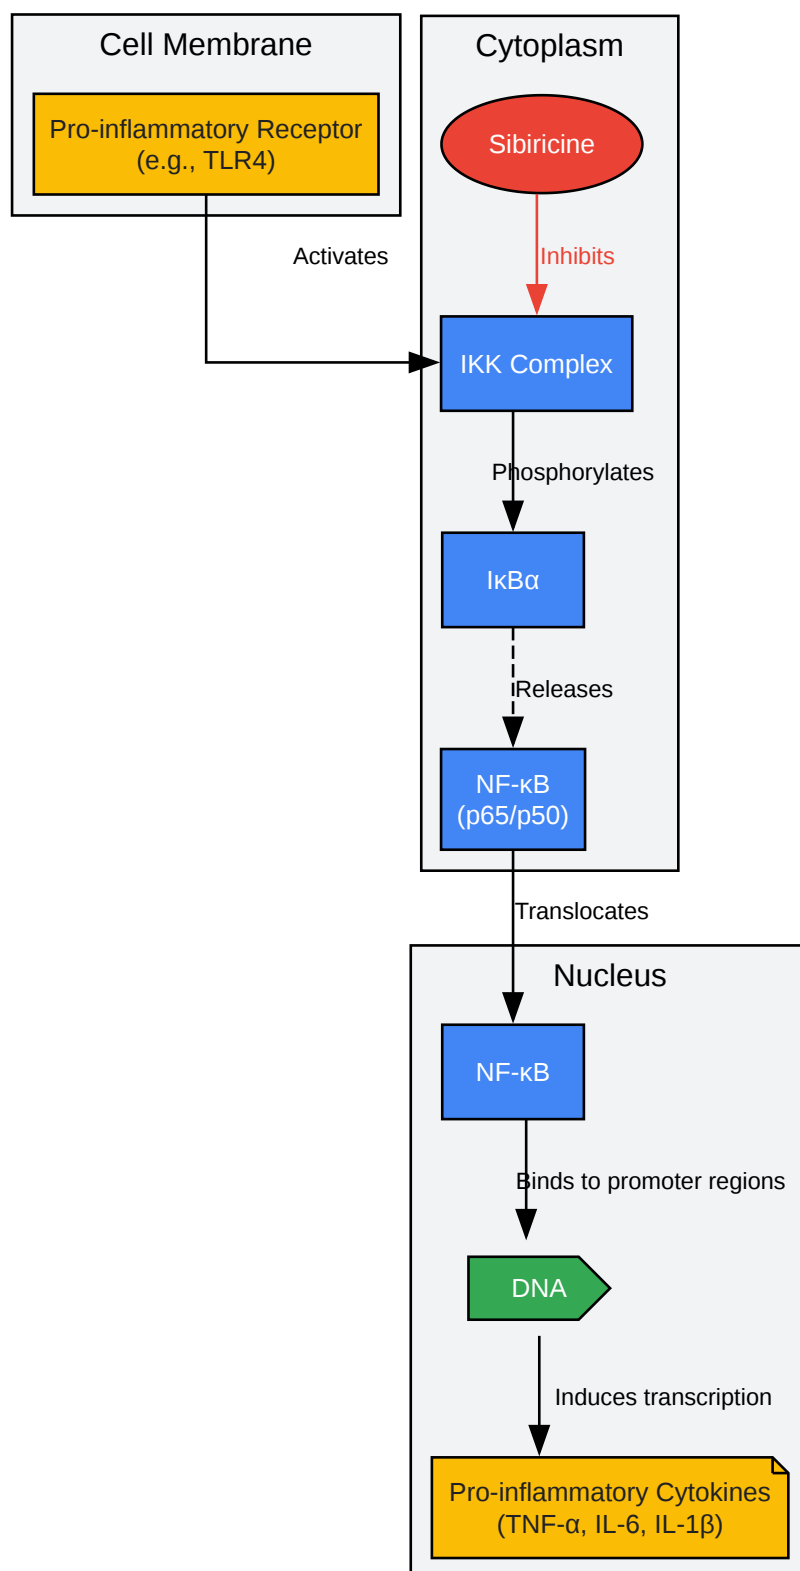 Cell Membrane
Pro-inflammatory Receptor
(e.g., TLR4)
Activates
Cytoplasm
Sibiricine
Inhibits
IKK Complex
Phosphorylates
IκBα
Releases
NF-κB
(p65/p50)
Translocates
Nucleus
NF-κB
Binds to promoter regions
DNA
Induces transcription
Pro-inflammatory Cytokines
(TNF-α, IL-6, IL-1β)